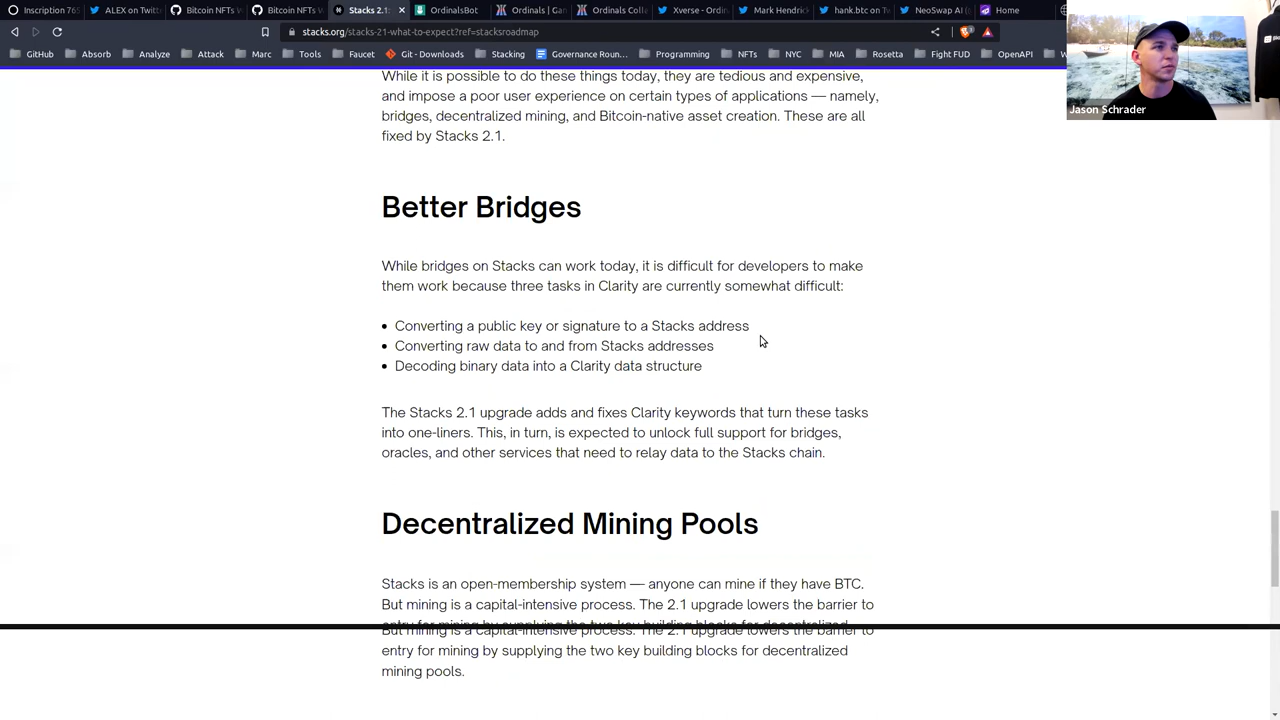 Inscription 76
ALEX on Twitt
Bitcoin NFTs v
Bitcoin NFTs v
Stacks 2.1:
OrdinalsBot
Ordinals | Gan
Ordinals Colle
Xverse - Ordin
Mark Hendrick
hank.btc on Tw
NeoSwap AI (
Home
stacks.org/stacks-21-what-to-expect?ref=stacksroadmap
GitHub
Absorb
Analyze
Attack
Marc
Tools
Faucet
Git - Downloads
Stacking
Governance Roun...
Programming
NFTs
NYC
MIA
Rosetta
Fight FUD
OpenAPI
Jason Schrader
While it is possible to do these things today, they are tedious and expensive,
and impose a poor user experience on certain types of applications — namely,
bridges, decentralized mining, and Bitcoin-native asset creation. These are all
fixed by Stacks 2.1.
Better Bridges
While bridges on Stacks can work today, it is difficult for developers to make
them work because three tasks in Clarity are currently somewhat difficult:
Converting a public key or signature to a Stacks address
Converting raw data to and from Stacks addresses
Decoding binary data into a Clarity data structure
The Stacks 2.1 upgrade adds and fixes Clarity keywords that turn these tasks
into one-liners. This, in turn, is expected to unlock full support for bridges,
oracles, and other services that need to relay data to the Stacks chain.
Decentralized Mining Pools
Stacks is an open-membership system — anyone can mine if they have BTC.
But mining is a capital-intensive process. The 2.1 upgrade lowers the barrier to
entry for mining by supplying the two key building blocks for decentralized
But mining is a capital-intensive process. The 2.1 upgrade lowers the barrier to
entry for mining by supplying the two key building blocks for decentralized
mining pools.